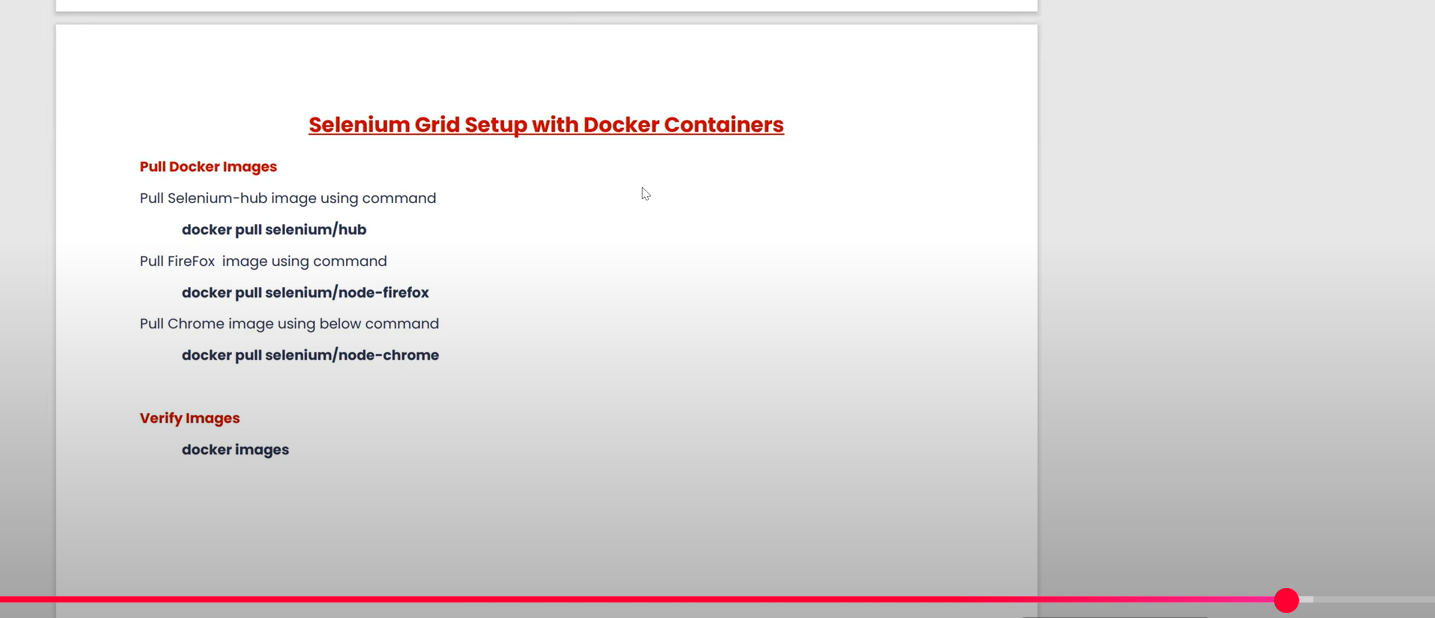 Selenium Grid Setup with Docker Containers
Pull Docker Images
Pull Selenium-hub image using command
docker pull selenium/hub
Pull FireFox  image using command
docker pull selenium/node-firefox
Pull Chrome image using below command
docker pull selenium/node-chrome
Verify Images
docker images